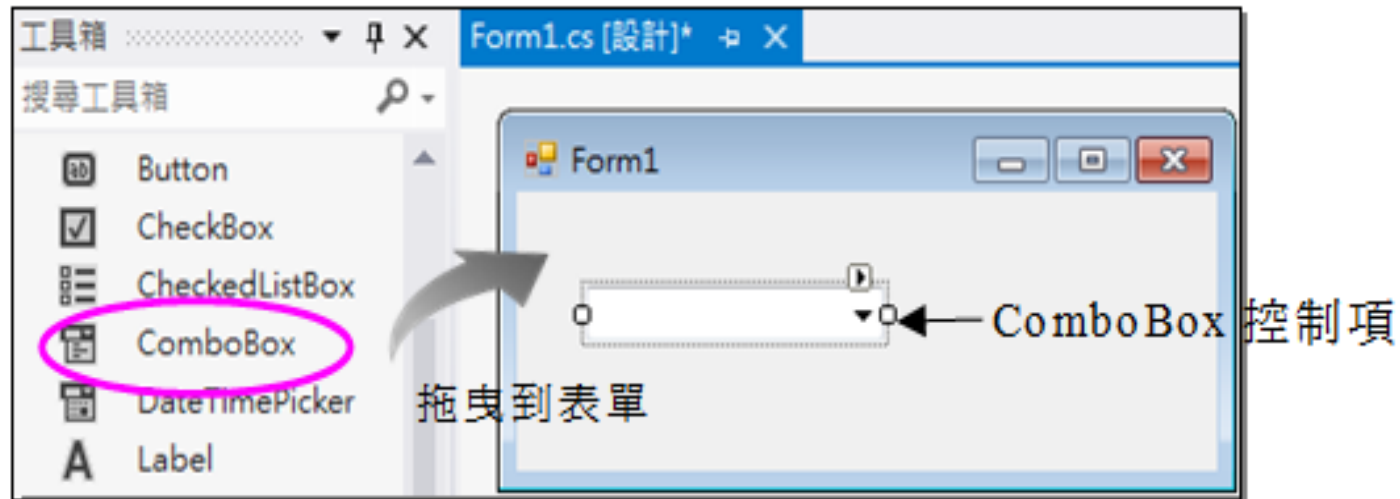 工具箱
Form1.cs [設計]*
搜尋工具箱
Button
CheckBox
CheckedListBox
ComboBox
DateTimePicker
Label
Form1
ComboBox 控制項
拖曳到表單